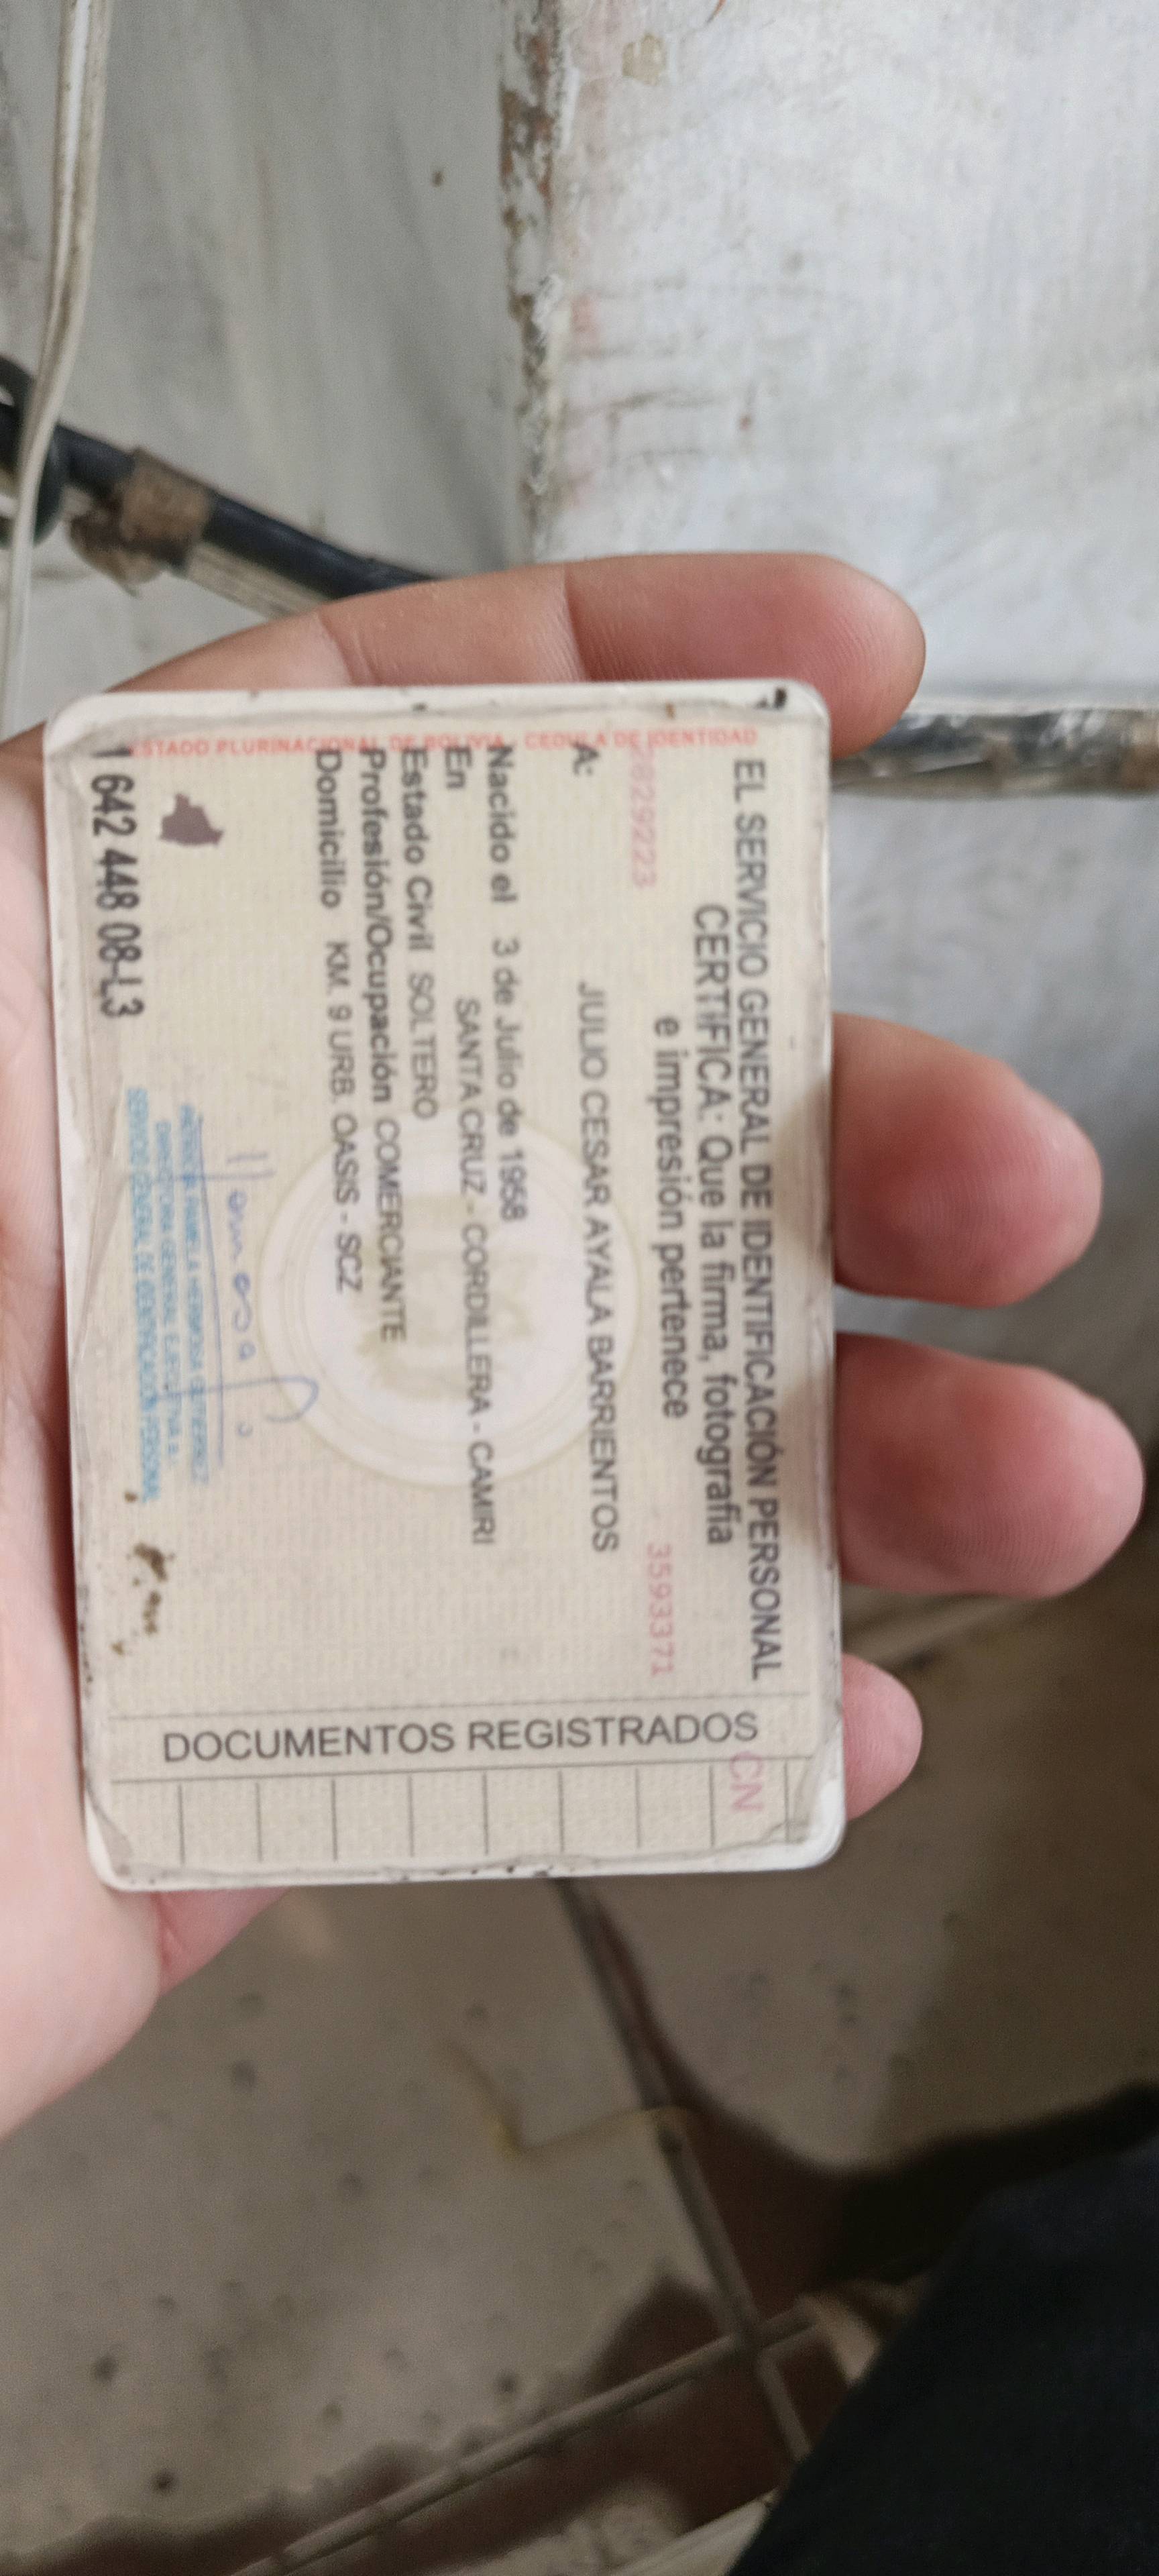 EL SERVICIO GENERAL DE IDENTIFICACIÓN PERSONAL
CERTIFICA: Que la firma, fotografía
e impresión pertenece
3593371
A: JULIO CESAR AYALA BARRIENTOS
Nacido el 3 de Julio de 1958
En SANTA CRUZ - CORDILLERA - CAMIRI
Estado Civil SOLTERO
Profesión/Ocupación COMERCIANTE
Domicilio KM. 9 URB. OASIS - SCZ
SERVICIO GENERAL DE IDENTIFICACIÓN PERSONAL
1 642 448 08-L3
ESTADO PLURINACIONAL DE BOLIVIA - CEDULA DE IDENTIDAD
DOCUMENTOS REGISTRADOS
CN